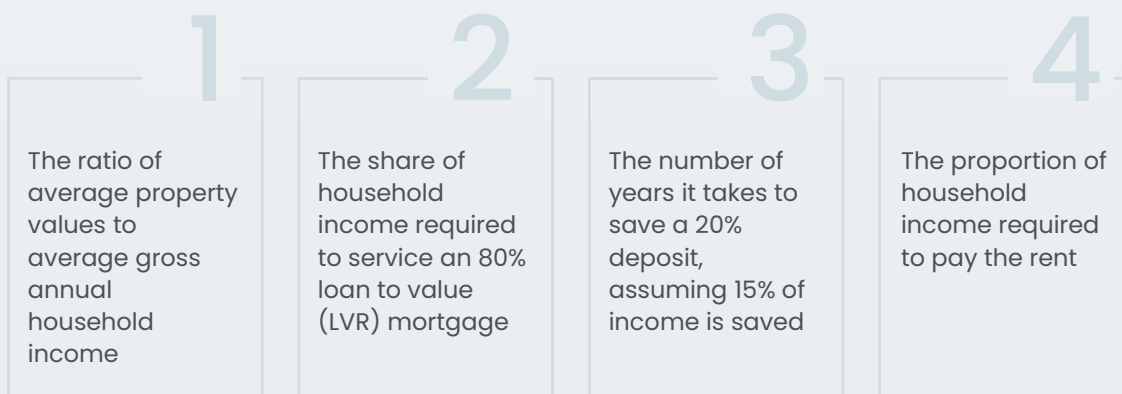 1
The ratio of
average property
values to
average gross
annual
household
income
2
The share of
household
income required
to service an 80%
loan to value
(LVR) mortgage
3
The number of
years it takes to
save a 20%
deposit,
assuming 15% of
income is saved
4
The proportion of
household
income required
to pay the rent